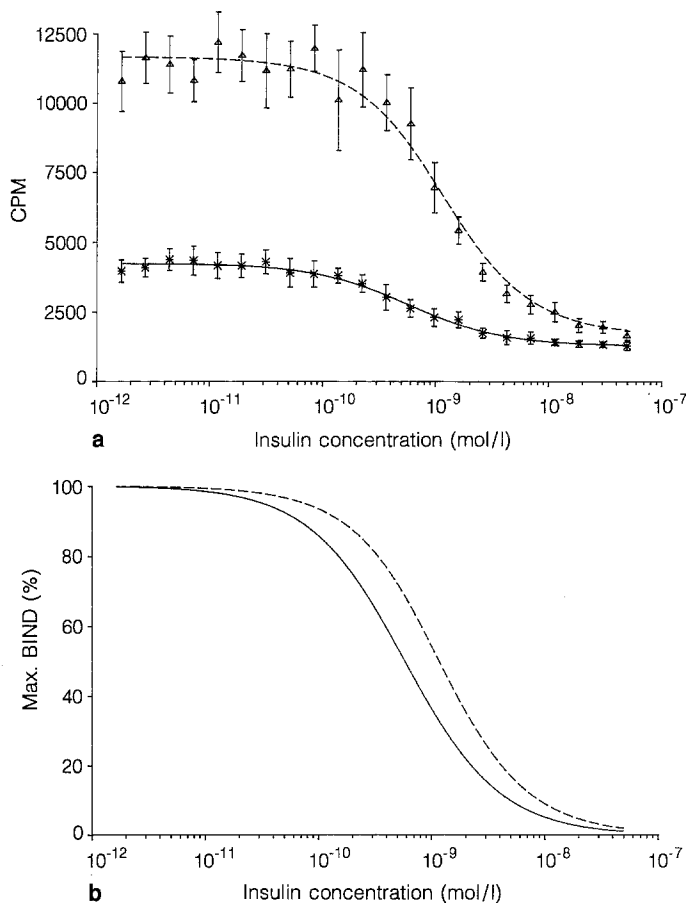 12500
10000
7500
5000
2500
0
CPM
10⁻¹² 10⁻¹¹ 10⁻¹⁰ 10⁻⁹ 10⁻⁸ 10⁻⁷
a Insulin concentration (mol/l)
100
80
60
40
20
0
Max. BIND (%)
10⁻¹² 10⁻¹¹ 10⁻¹⁰ 10⁻⁹ 10⁻⁸ 10⁻⁷
b Insulin concentration (mol/l)